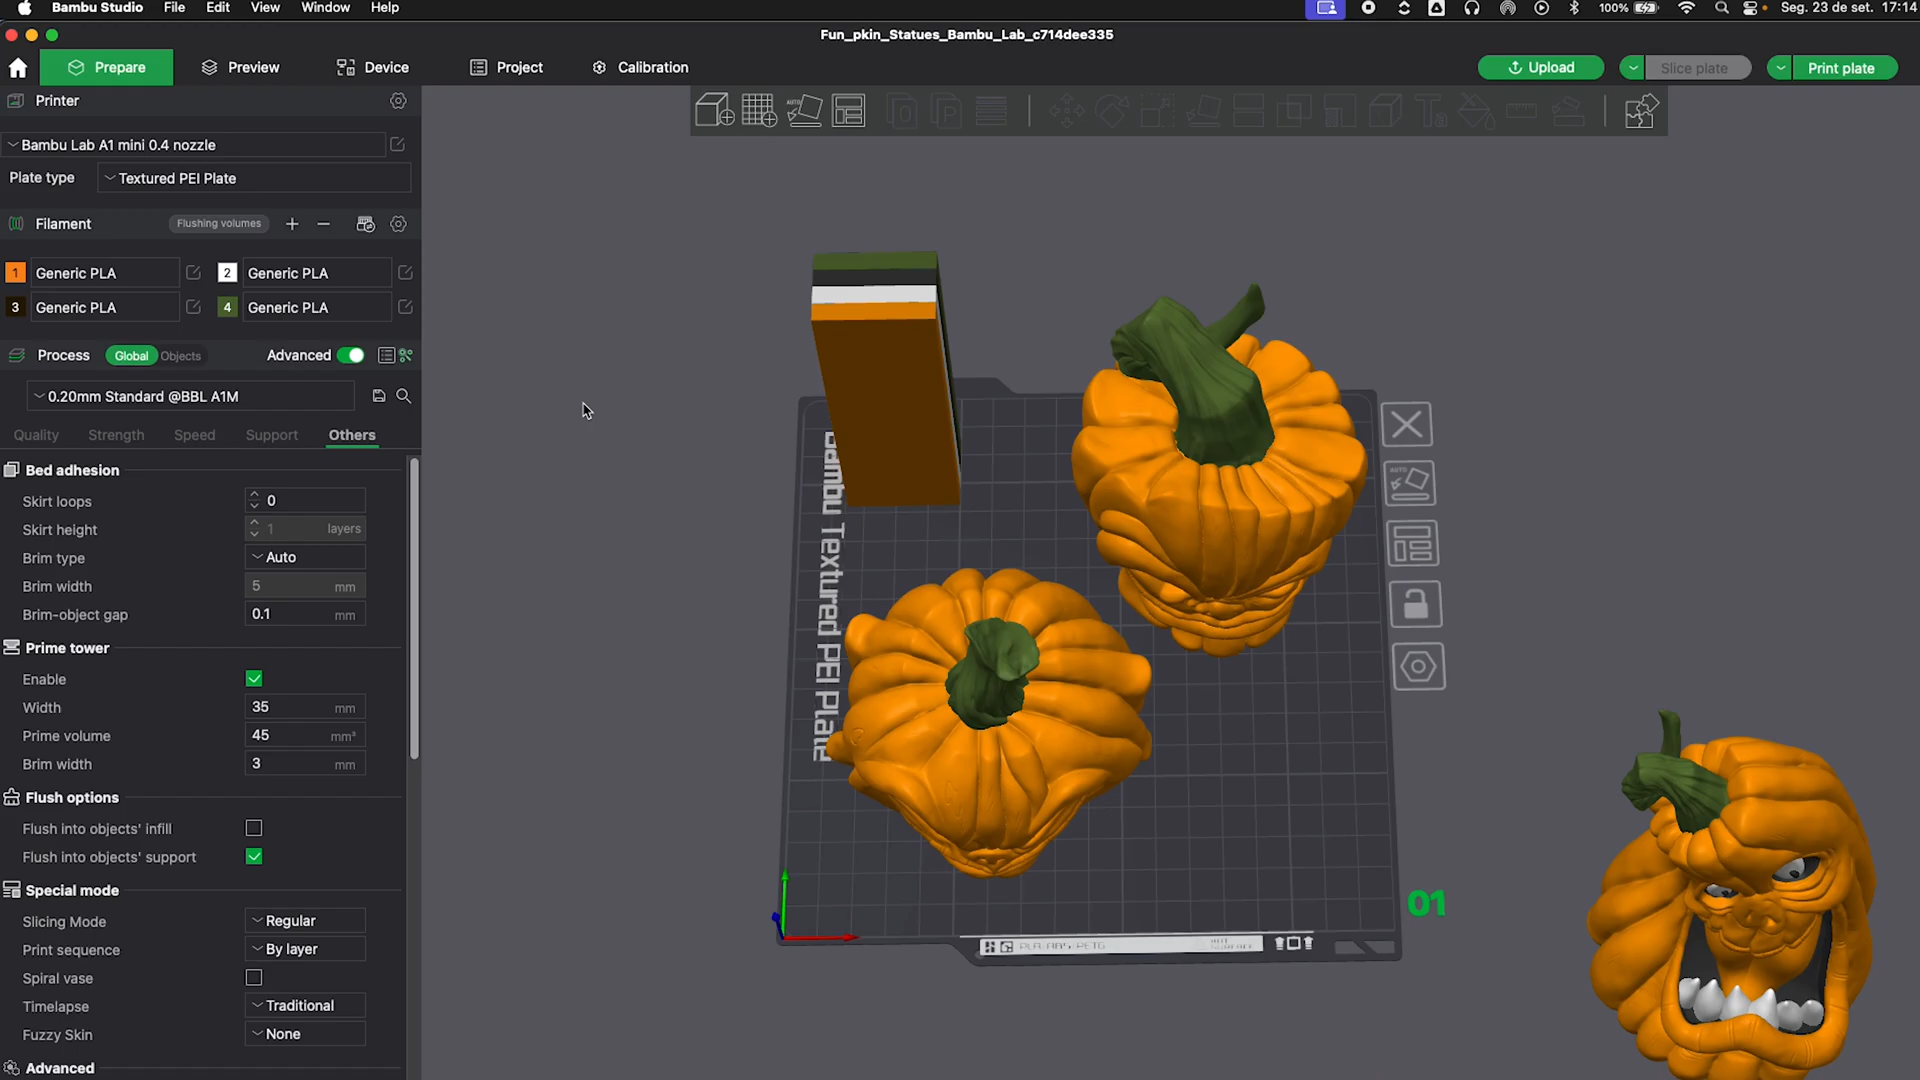 Bambu Studio File Edit View Window Help 100% Seg. 23 de set. 17:14
Fun_pkin_Statues_Bambu_Lab_c714dee335
Prepare Preview Device Project Calibration Upload Slice plate Print plate
Printer
Bambu Lab A1 mini 0.4 nozzle
Plate type Textured PEI Plate
Filament Flushing volumes + −
1 Generic PLA 2 Generic PLA
3 Generic PLA 4 Generic PLA
Process Global Objects Advanced
0.20mm Standard @BBL A1M
Quality Strength Speed Support Others
Bed adhesion
Skirt loops 0
Skirt height 1 layers
Brim type Auto
Brim width 5 mm
Brim-object gap 0.1 mm
Prime tower
Enable
Width 35 mm
Prime volume 45 mm³
Brim width 3 mm
Flush options
Flush into objects' infill
Flush into objects' support
Special mode
Slicing Mode Regular
Print sequence By layer
Spiral vase
Timelapse Traditional
Fuzzy Skin None
Advanced
AUTO
Bambu Textured PEI Plate
AUTO
01